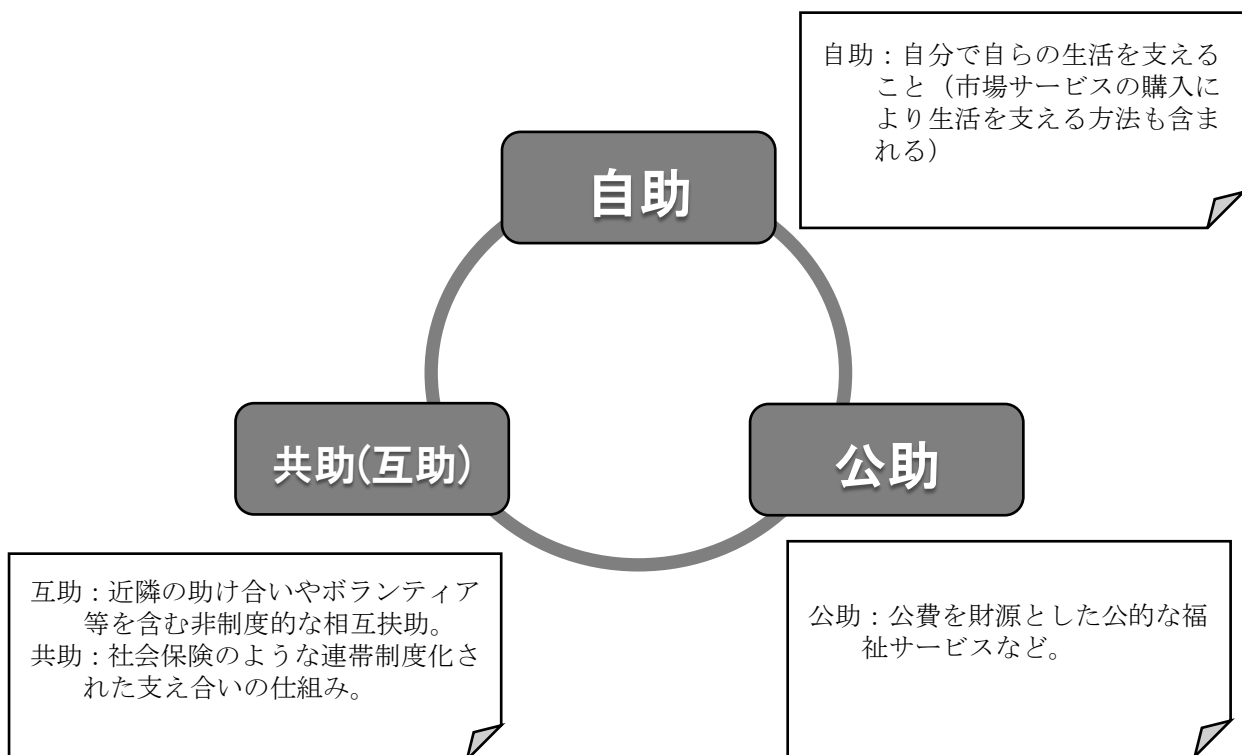 自助：自分で自らの生活を支える
こと（市場サービスの購入に
より生活を支える方法も含ま
れる）
自助
共助(互助)
公助
互助：近隣の助け合いやボランティア
等を含む非制度的な相互扶助。
共助：社会保険のような連帯制度化さ
れた支え合いの仕組み。
公助：公費を財源とした公的な福
祉サービスなど。